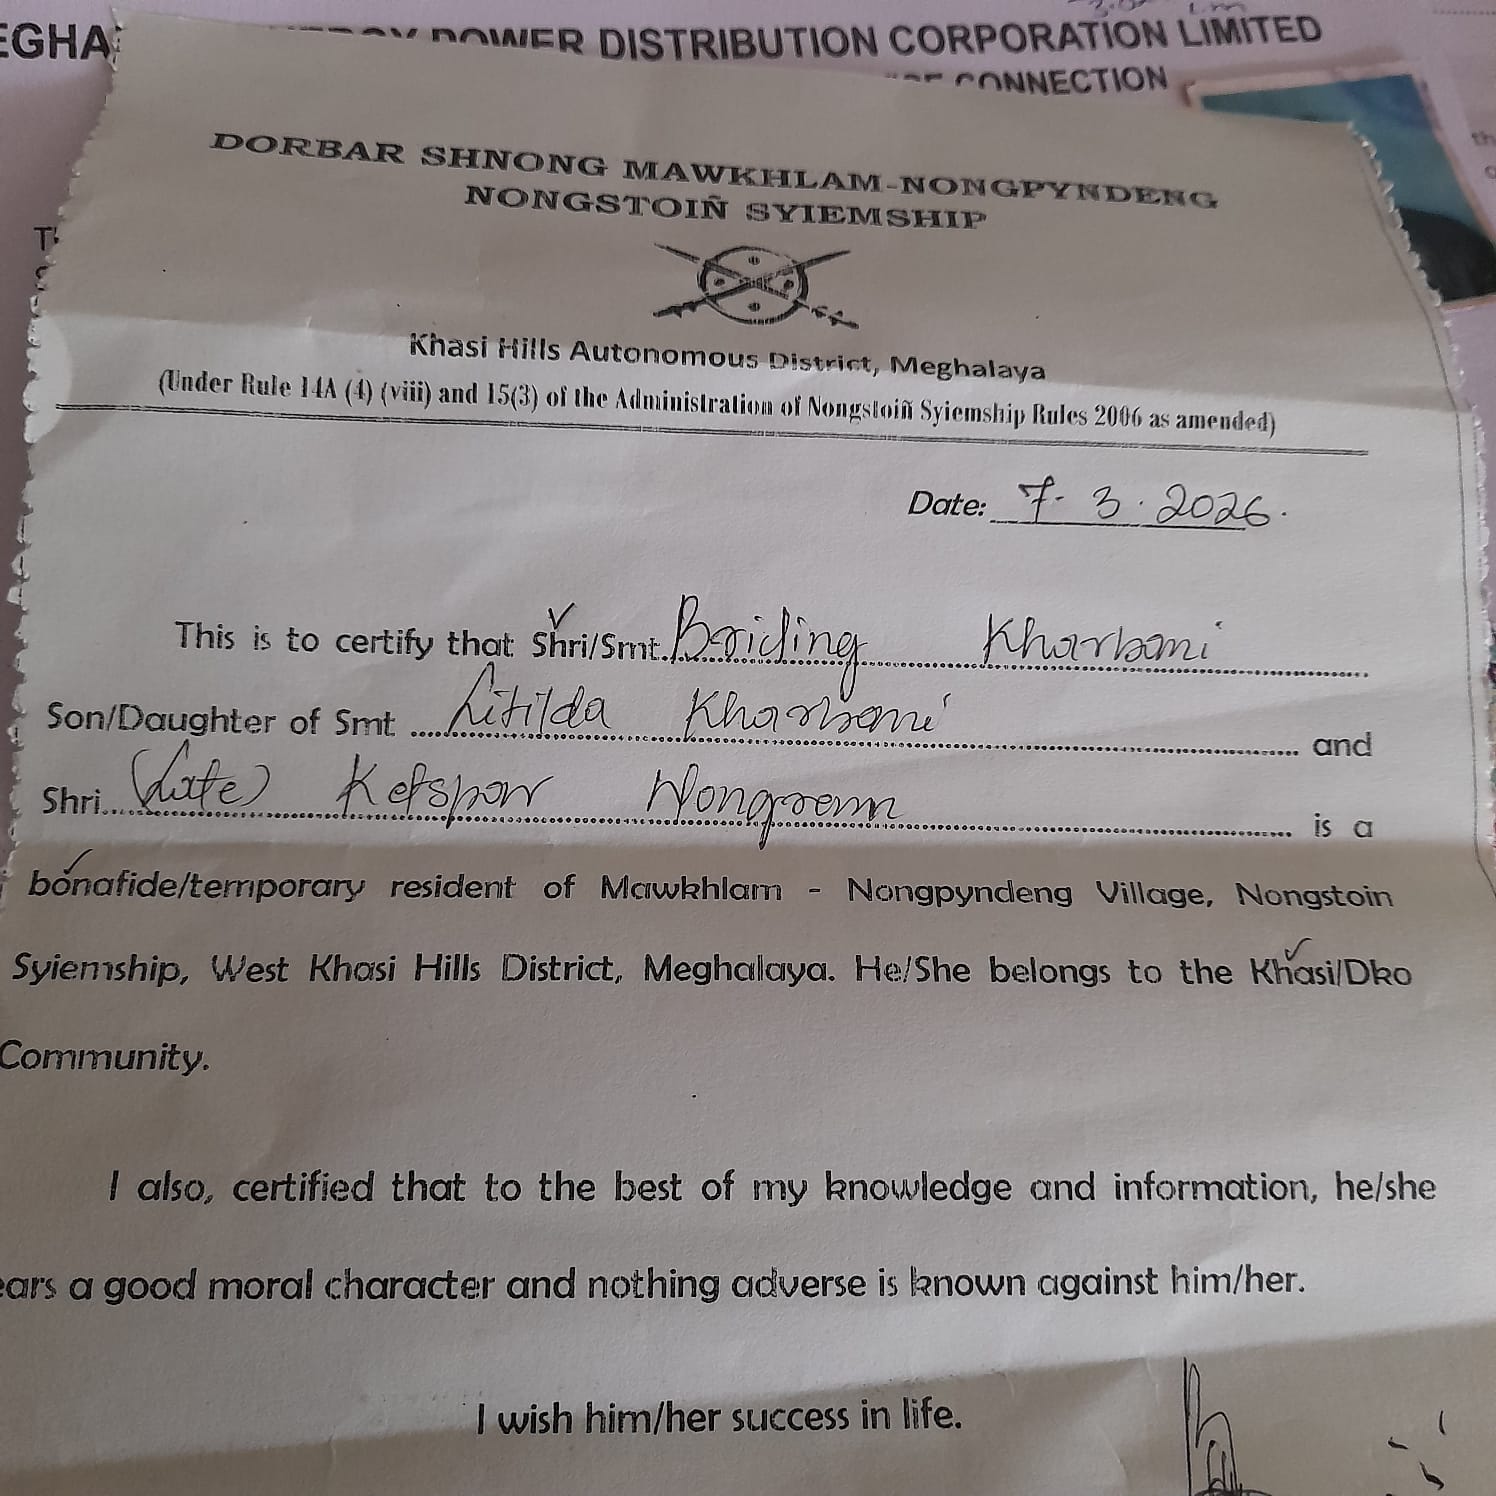 POWER DISTRIBUTION CORPORATION LIMITED
CONNECTION
DORBAR SHNONG MAWKHLAM-NONGPYNDENG
NONGSTOIÑ SYIEMSHIP
Khasi Hills Autonomous District, Meghalaya
(Under Rule 14A (4) (viii) and 15(3) of the Administration of Nongstoiñ Syiemship Rules 2006 as amended)
Date: 7.3.2026.
This is to certify that Shri/Smt. Briding Kharbani
Son/Daughter of Smt Litilda Kharbani and
Shri (Late) Ketspar Nongrem is a
bonafide/temporary resident of Mawkhlam - Nongpyndeng Village, Nongstoin
Syiemship, West Khasi Hills District, Meghalaya. He/She belongs to the Khasi/Dko
Community.
I also, certified that to the best of my knowledge and information, he/she
ears a good moral character and nothing adverse is known against him/her.
I wish him/her success in life.